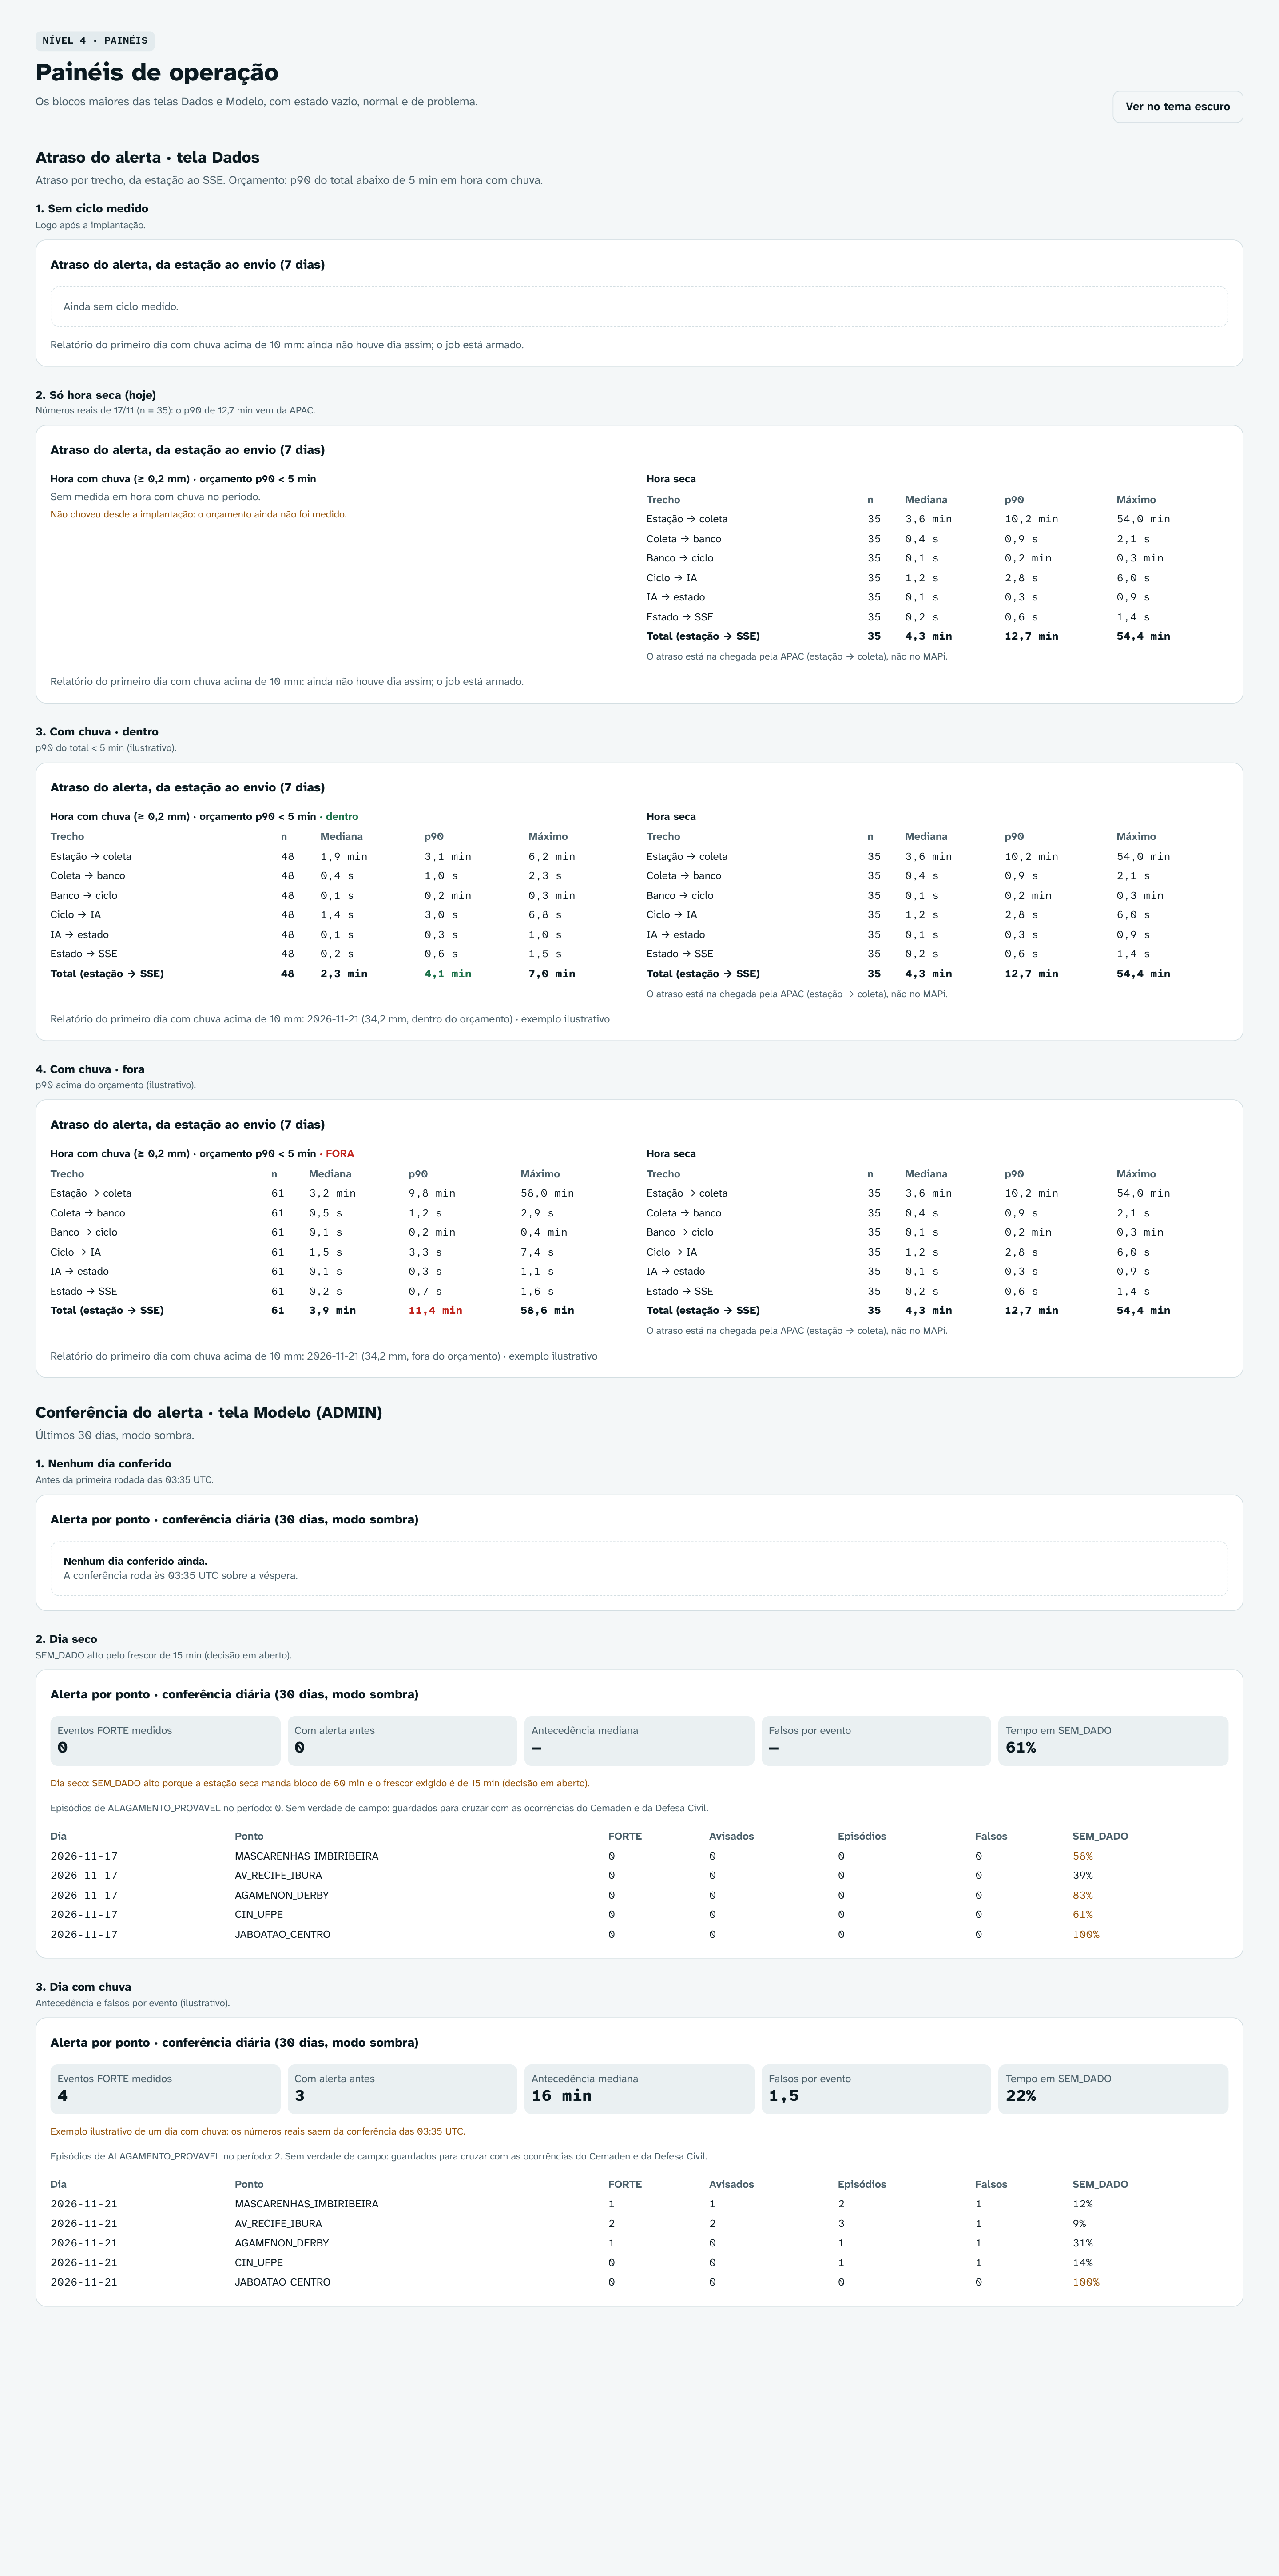 NÍVEL 4 · PAINÉIS
Painéis de operação
Os blocos maiores das telas Dados e Modelo, com estado vazio, normal e de problema.
Ver no tema escuro
Atraso do alerta · tela Dados
Atraso por trecho, da estação ao SSE. Orçamento: p90 do total abaixo de 5 min em hora com chuva.
1. Sem ciclo medido
Logo após a implantação.
Atraso do alerta, da estação ao envio (7 dias)
Ainda sem ciclo medido.
Relatório do primeiro dia com chuva acima de 10 mm: ainda não houve dia assim; o job está armado.
2. Só hora seca (hoje)
Números reais de 17/11 (n = 35): o p90 de 12,7 min vem da APAC.
Atraso do alerta, da estação ao envio (7 dias)
Hora com chuva (≥ 0,2 mm) · orçamento p90 < 5 min
Sem medida em hora com chuva no período.
Não choveu desde a implantação: o orçamento ainda não foi medido.
Hora seca
Trecho n Mediana p90 Máximo
Estação → coleta 35 3,6 min 10,2 min 54,0 min
Coleta → banco 35 0,4 s 0,9 s 2,1 s
Banco → ciclo 35 0,1 s 0,2 min 0,3 min
Ciclo → IA 35 1,2 s 2,8 s 6,0 s
IA → estado 35 0,1 s 0,3 s 0,9 s
Estado → SSE 35 0,2 s 0,6 s 1,4 s
Total (estação → SSE) 35 4,3 min 12,7 min 54,4 min
O atraso está na chegada pela APAC (estação → coleta), não no MAPi.
Relatório do primeiro dia com chuva acima de 10 mm: ainda não houve dia assim; o job está armado.
3. Com chuva · dentro
p90 do total < 5 min (ilustrativo).
Atraso do alerta, da estação ao envio (7 dias)
Hora com chuva (≥ 0,2 mm) · orçamento p90 < 5 min · dentro
Trecho n Mediana p90 Máximo
Estação → coleta 48 1,9 min 3,1 min 6,2 min
Coleta → banco 48 0,4 s 1,0 s 2,3 s
Banco → ciclo 48 0,1 s 0,2 min 0,3 min
Ciclo → IA 48 1,4 s 3,0 s 6,8 s
IA → estado 48 0,1 s 0,3 s 1,0 s
Estado → SSE 48 0,2 s 0,6 s 1,5 s
Total (estação → SSE) 48 2,3 min 4,1 min 7,0 min
Hora seca
Trecho n Mediana p90 Máximo
Estação → coleta 35 3,6 min 10,2 min 54,0 min
Coleta → banco 35 0,4 s 0,9 s 2,1 s
Banco → ciclo 35 0,1 s 0,2 min 0,3 min
Ciclo → IA 35 1,2 s 2,8 s 6,0 s
IA → estado 35 0,1 s 0,3 s 0,9 s
Estado → SSE 35 0,2 s 0,6 s 1,4 s
Total (estação → SSE) 35 4,3 min 12,7 min 54,4 min
O atraso está na chegada pela APAC (estação → coleta), não no MAPi.
Relatório do primeiro dia com chuva acima de 10 mm: 2026-11-21 (34,2 mm, dentro do orçamento) · exemplo ilustrativo
4. Com chuva · fora
p90 acima do orçamento (ilustrativo).
Atraso do alerta, da estação ao envio (7 dias)
Hora com chuva (≥ 0,2 mm) · orçamento p90 < 5 min · FORA
Trecho n Mediana p90 Máximo
Estação → coleta 61 3,2 min 9,8 min 58,0 min
Coleta → banco 61 0,5 s 1,2 s 2,9 s
Banco → ciclo 61 0,1 s 0,2 min 0,4 min
Ciclo → IA 61 1,5 s 3,3 s 7,4 s
IA → estado 61 0,1 s 0,3 s 1,1 s
Estado → SSE 61 0,2 s 0,7 s 1,6 s
Total (estação → SSE) 61 3,9 min 11,4 min 58,6 min
Hora seca
Trecho n Mediana p90 Máximo
Estação → coleta 35 3,6 min 10,2 min 54,0 min
Coleta → banco 35 0,4 s 0,9 s 2,1 s
Banco → ciclo 35 0,1 s 0,2 min 0,3 min
Ciclo → IA 35 1,2 s 2,8 s 6,0 s
IA → estado 35 0,1 s 0,3 s 0,9 s
Estado → SSE 35 0,2 s 0,6 s 1,4 s
Total (estação → SSE) 35 4,3 min 12,7 min 54,4 min
O atraso está na chegada pela APAC (estação → coleta), não no MAPi.
Relatório do primeiro dia com chuva acima de 10 mm: 2026-11-21 (34,2 mm, fora do orçamento) · exemplo ilustrativo
Conferência do alerta · tela Modelo (ADMIN)
Últimos 30 dias, modo sombra.
1. Nenhum dia conferido
Antes da primeira rodada das 03:35 UTC.
Alerta por ponto · conferência diária (30 dias, modo sombra)
Nenhum dia conferido ainda.
A conferência roda às 03:35 UTC sobre a véspera.
2. Dia seco
SEM_DADO alto pelo frescor de 15 min (decisão em aberto).
Alerta por ponto · conferência diária (30 dias, modo sombra)
Eventos FORTE medidos
0
Com alerta antes
0
Antecedência mediana
—
Falsos por evento
—
Tempo em SEM_DADO
61%
Dia seco: SEM_DADO alto porque a estação seca manda bloco de 60 min e o frescor exigido é de 15 min (decisão em aberto).
Episódios de ALAGAMENTO_PROVAVEL no período: 0. Sem verdade de campo: guardados para cruzar com as ocorrências do Cemaden e da Defesa Civil.
Dia Ponto FORTE Avisados Episódios Falsos SEM_DADO
2026-11-17 MASCARENHAS_IMBIRIBEIRA 0 0 0 0 58%
2026-11-17 AV_RECIFE_IBURA 0 0 0 0 39%
2026-11-17 AGAMENON_DERBY 0 0 0 0 83%
2026-11-17 CIN_UFPE 0 0 0 0 61%
2026-11-17 JABOATAO_CENTRO 0 0 0 0 100%
3. Dia com chuva
Antecedência e falsos por evento (ilustrativo).
Alerta por ponto · conferência diária (30 dias, modo sombra)
Eventos FORTE medidos
4
Com alerta antes
3
Antecedência mediana
16 min
Falsos por evento
1,5
Tempo em SEM_DADO
22%
Exemplo ilustrativo de um dia com chuva: os números reais saem da conferência das 03:35 UTC.
Episódios de ALAGAMENTO_PROVAVEL no período: 2. Sem verdade de campo: guardados para cruzar com as ocorrências do Cemaden e da Defesa Civil.
Dia Ponto FORTE Avisados Episódios Falsos SEM_DADO
2026-11-21 MASCARENHAS_IMBIRIBEIRA 1 1 2 1 12%
2026-11-21 AV_RECIFE_IBURA 2 2 3 1 9%
2026-11-21 AGAMENON_DERBY 1 0 1 1 31%
2026-11-21 CIN_UFPE 0 0 1 1 14%
2026-11-21 JABOATAO_CENTRO 0 0 0 0 100%